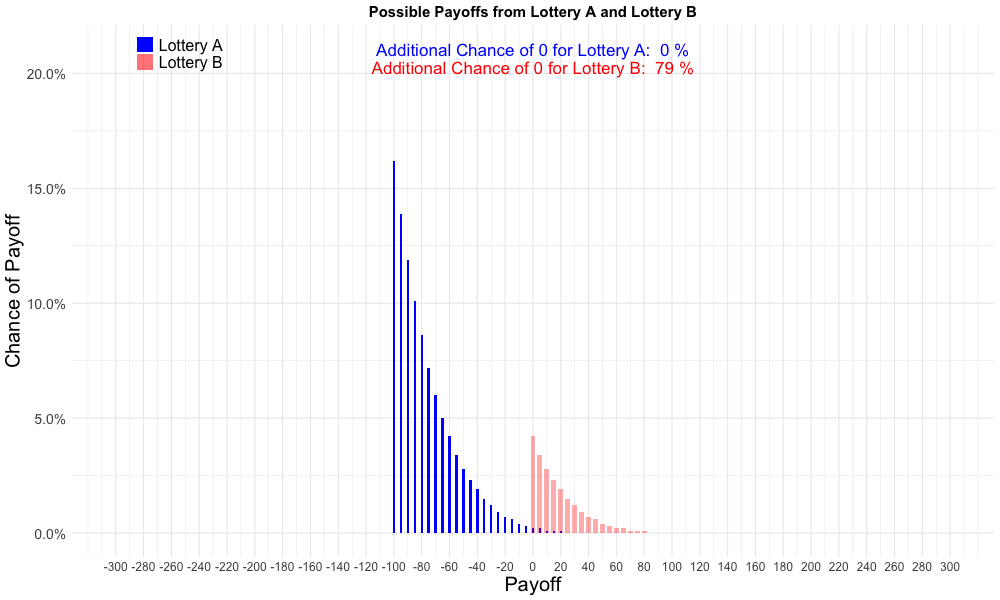 Possible Payoffs from Lottery A and Lottery B
Lottery A
Lottery B
Additional Chance of 0 for Lottery A:  0 %
Additional Chance of 0 for Lottery B:  79 %
Chance of Payoff
20.0%
15.0%
10.0%
5.0%
0.0%
-300 -280 -260 -240 -220 -200 -180 -160 -140 -120 -100 -80 -60 -40 -20 0 20 40 60 80 100 120 140 160 180 200 220 240 260 280 300
Payoff